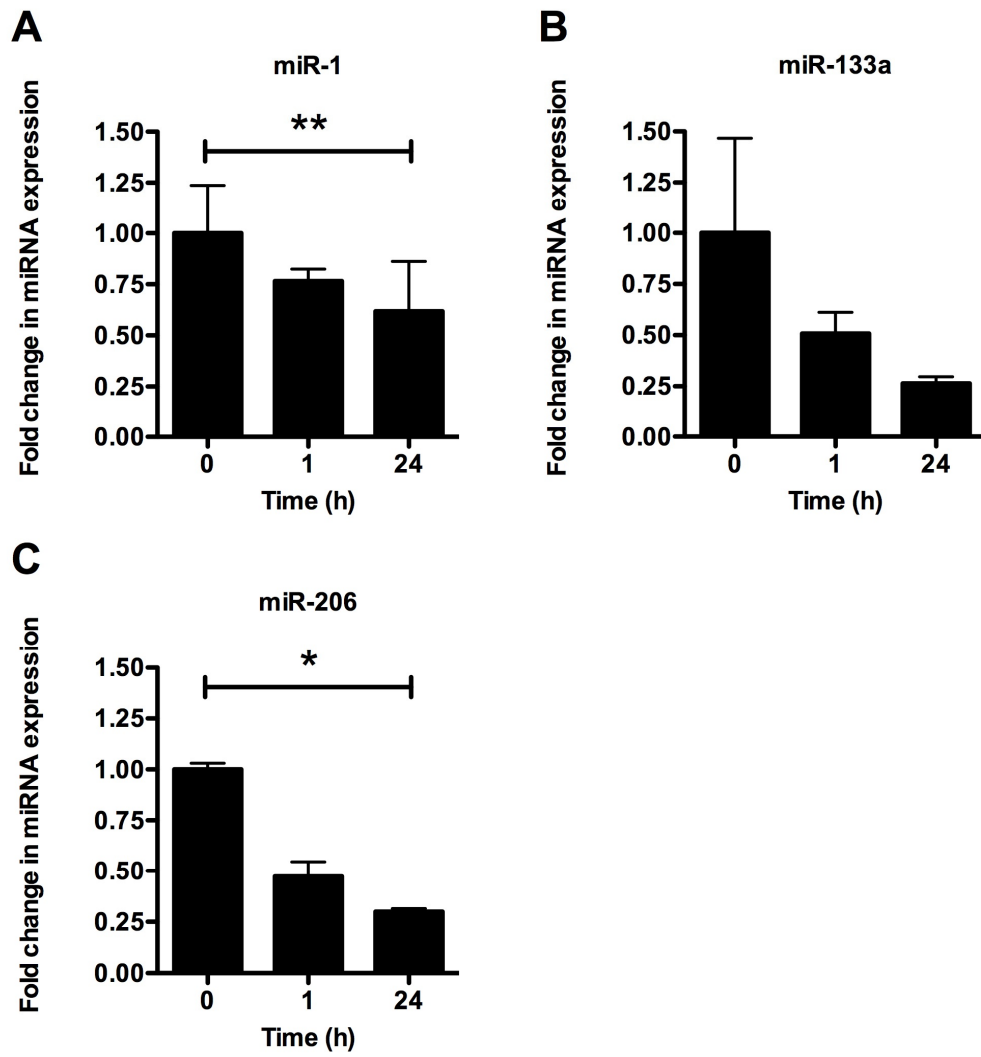 A
miR-1
Fold change in miRNA expression
**
1.50
1.25
1.00
0.75
0.50
0.25
0.00
0 1 24
Time (h)
B
miR-133a
Fold change in miRNA expression
1.50
1.25
1.00
0.75
0.50
0.25
0.00
0 1 24
Time (h)
C
miR-206
Fold change in miRNA expression
*
1.50
1.25
1.00
0.75
0.50
0.25
0.00
0 1 24
Time (h)